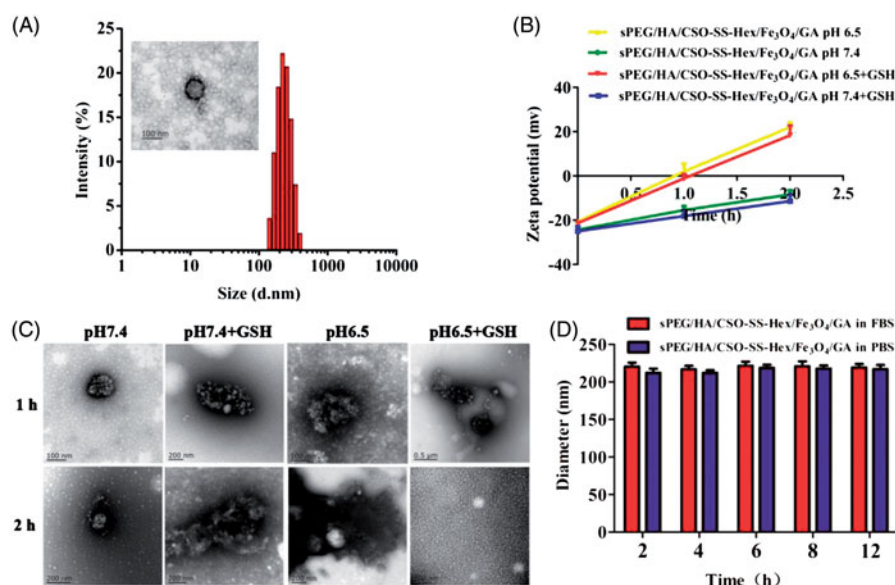 (A)
25
20
15
10
5
0
Intensity (%)
100 nm
1 10 100 1000 10000
Size (d.nm)
(B)
sPEG/HA/CSO-SS-Hex/Fe₃O₄/GA pH 6.5
sPEG/HA/CSO-SS-Hex/Fe₃O₄/GA pH 7.4
sPEG/HA/CSO-SS-Hex/Fe₃O₄/GA pH 6.5+GSH
sPEG/HA/CSO-SS-Hex/Fe₃O₄/GA pH 7.4+GSH
40
20
0
-20
-40
Zeta potential (mv)
0.5 1.0 1.5 2.0 2.5
Time (h)
(C)
pH7.4 pH7.4+GSH pH6.5 pH6.5+GSH
1 h
100 nm 200 nm 100 nm 0.5 µm
2 h
200 nm 200 nm
(D)
sPEG/HA/CSO-SS-Hex/Fe₃O₄/GA in FBS
sPEG/HA/CSO-SS-Hex/Fe₃O₄/GA in PBS
250
200
150
100
50
0
Diameter (nm)
2 4 6 8 12
Time (h)